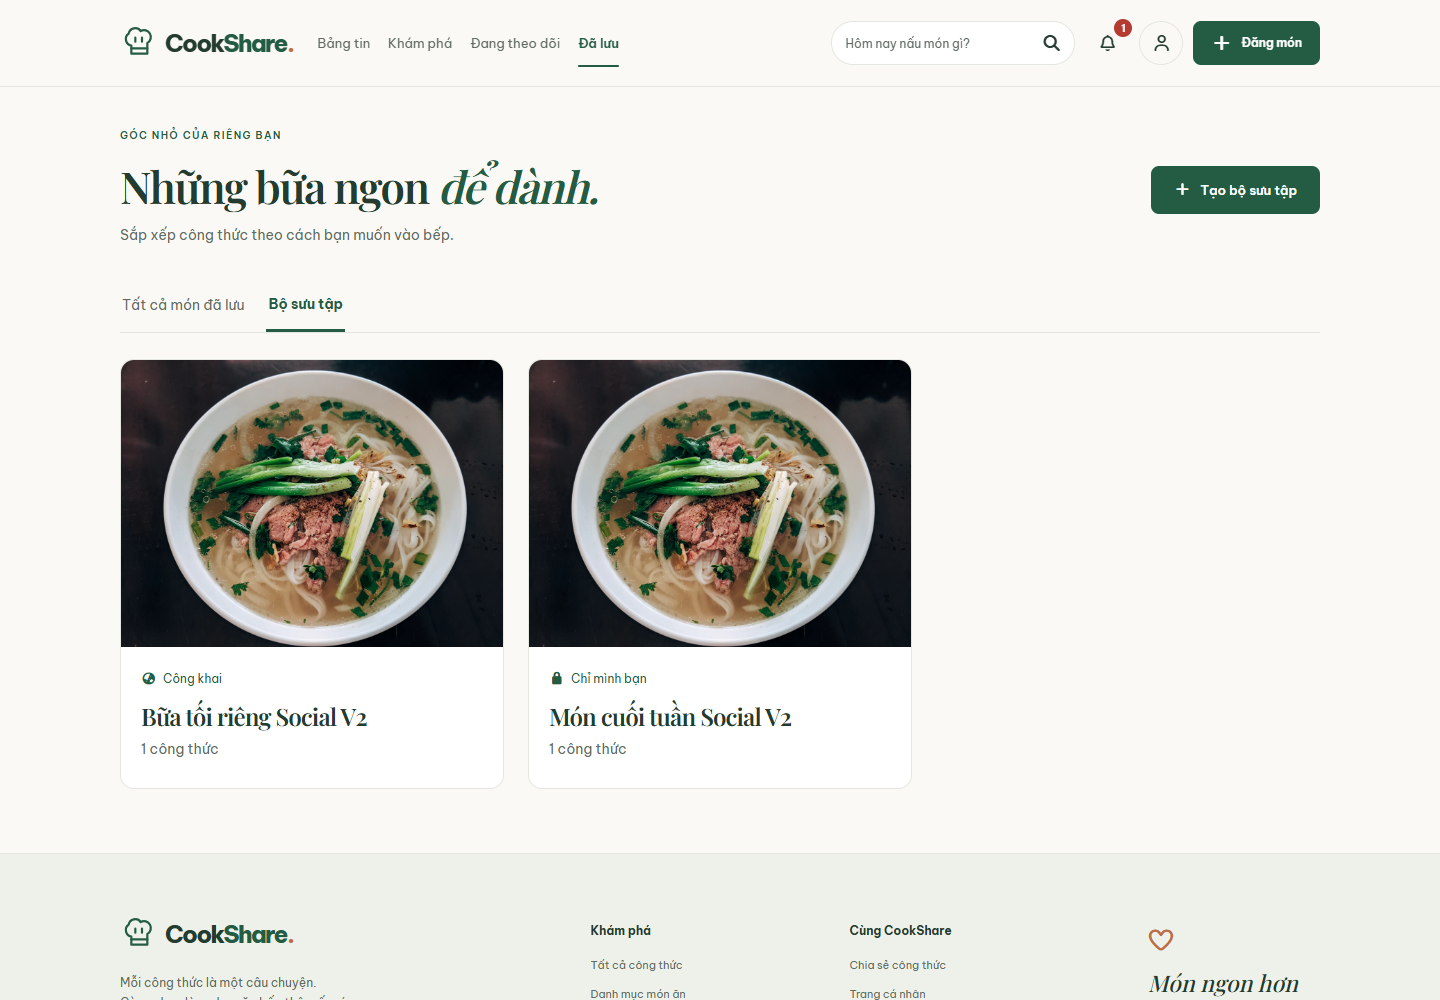 CookShare.
Bảng tin
Khám phá
Đang theo dõi
Đã lưu
Hôm nay nấu món gì?
1
Đăng món
GÓC NHỎ CỦA RIÊNG BẠN
Những bữa ngon để dành.
Sắp xếp công thức theo cách bạn muốn vào bếp.
Tạo bộ sưu tập
Tất cả món đã lưu
Bộ sưu tập
Công khai
Bữa tối riêng Social V2
1 công thức
Chỉ mình bạn
Món cuối tuần Social V2
1 công thức
CookShare.
Mỗi công thức là một câu chuyện.
Khám phá
Tất cả công thức
Danh mục món ăn
Cùng CookShare
Chia sẻ công thức
Trang cá nhân
Món ngon hơn